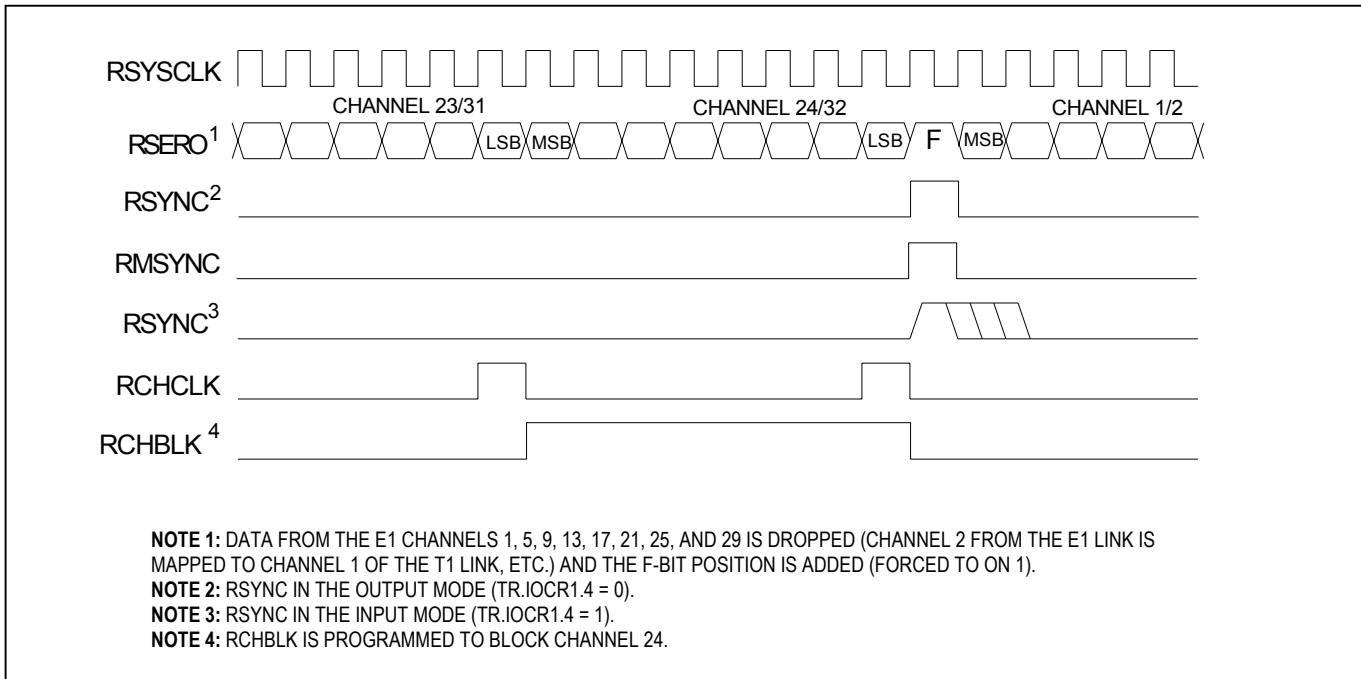 RSYSCLK
CHANNEL 23/31 CHANNEL 24/32 CHANNEL 1/2
RSERO1 LSB MSB LSB F MSB
RSYNC2
RMSYNC
RSYNC3
RCHCLK
RCHBLK 4
NOTE 1: DATA FROM THE E1 CHANNELS 1, 5, 9, 13, 17, 21, 25, AND 29 IS DROPPED (CHANNEL 2 FROM THE E1 LINK IS
MAPPED TO CHANNEL 1 OF THE T1 LINK, ETC.) AND THE F-BIT POSITION IS ADDED (FORCED TO ON 1).
NOTE 2: RSYNC IN THE OUTPUT MODE (TR.IOCR1.4 = 0).
NOTE 3: RSYNC IN THE INPUT MODE (TR.IOCR1.4 = 1).
NOTE 4: RCHBLK IS PROGRAMMED TO BLOCK CHANNEL 24.